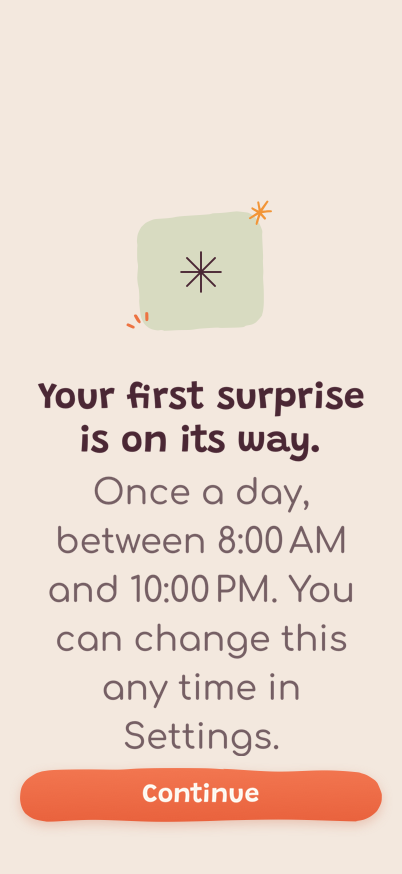 Your first surprise
is on its way.
Once a day,
between 8:00 AM
and 10:00 PM. You
can change this
any time in
Settings.
Continue